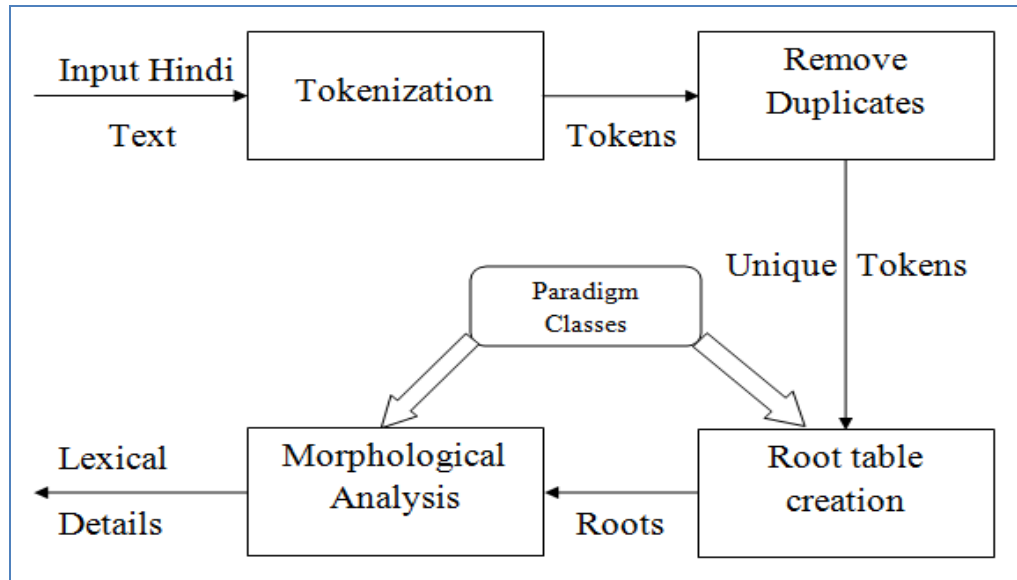 Input Hindi
Text
Tokenization
Tokens
Remove
Duplicates
Unique Tokens
Paradigm
Classes
Root table
creation
Roots
Morphological
Analysis
Lexical
Details